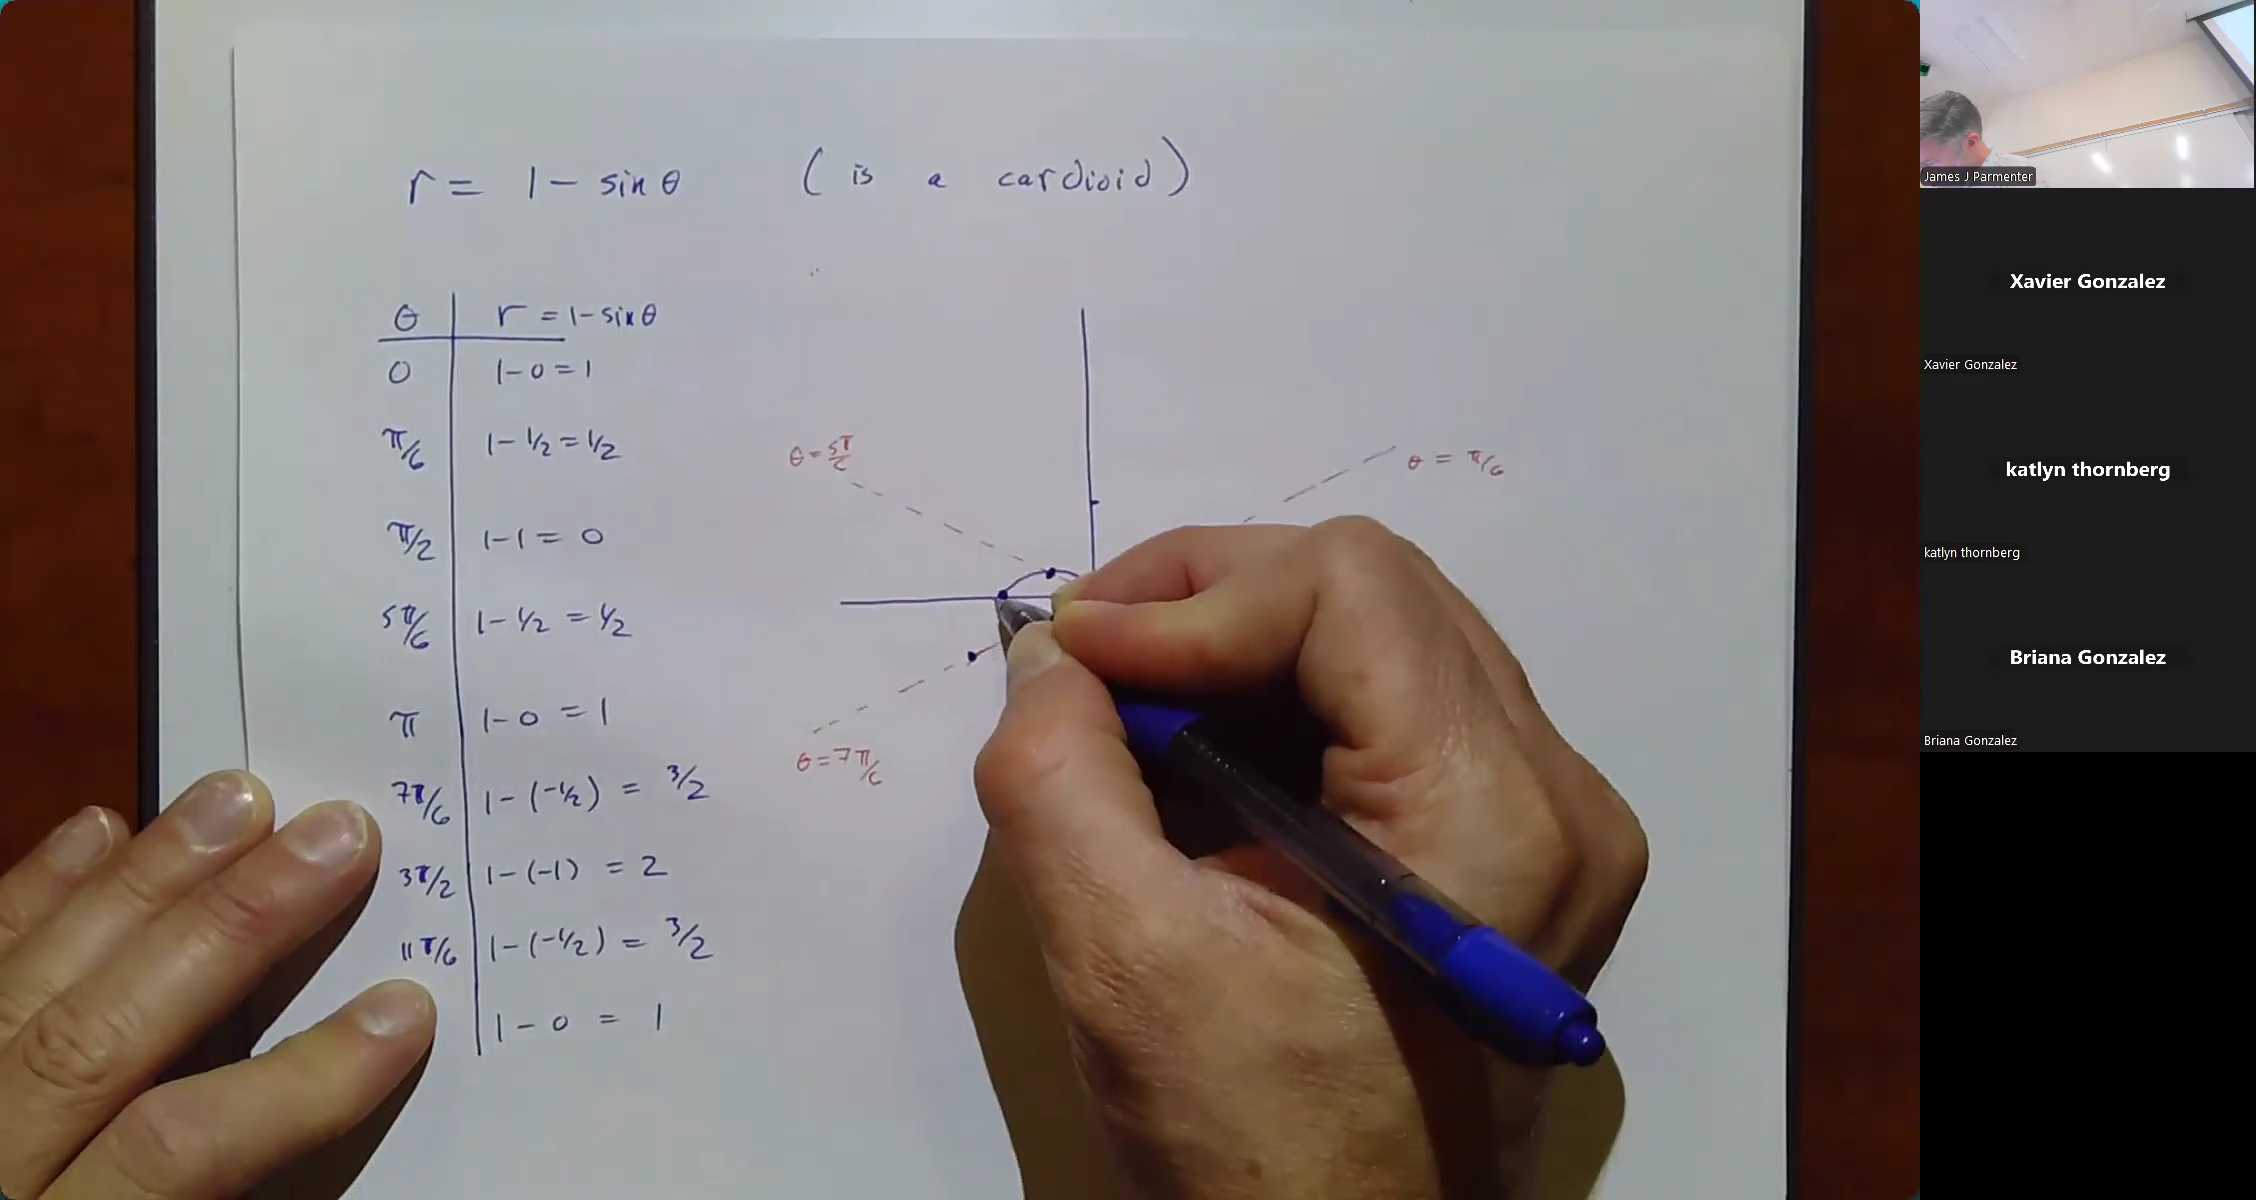 r = 1 - sin θ (is a cardioid)
θ r = 1 - sin θ
0 1 - 0 = 1
π/6 1 - 1/2 = 1/2
π/2 1 - 1 = 0
5π/6 1 - 1/2 = 1/2
π 1 - 0 = 1
7π/6 1 - (-1/2) = 3/2
3π/2 1 - (-1) = 2
11π/6 1 - (-1/2) = 3/2
1 - 0 = 1
θ = 5π/6
θ = π/6
θ = 7π/6
James J Parmenter
Xavier Gonzalez
Xavier Gonzalez
katlyn thornberg
katlyn thornberg
Briana Gonzalez
Briana Gonzalez